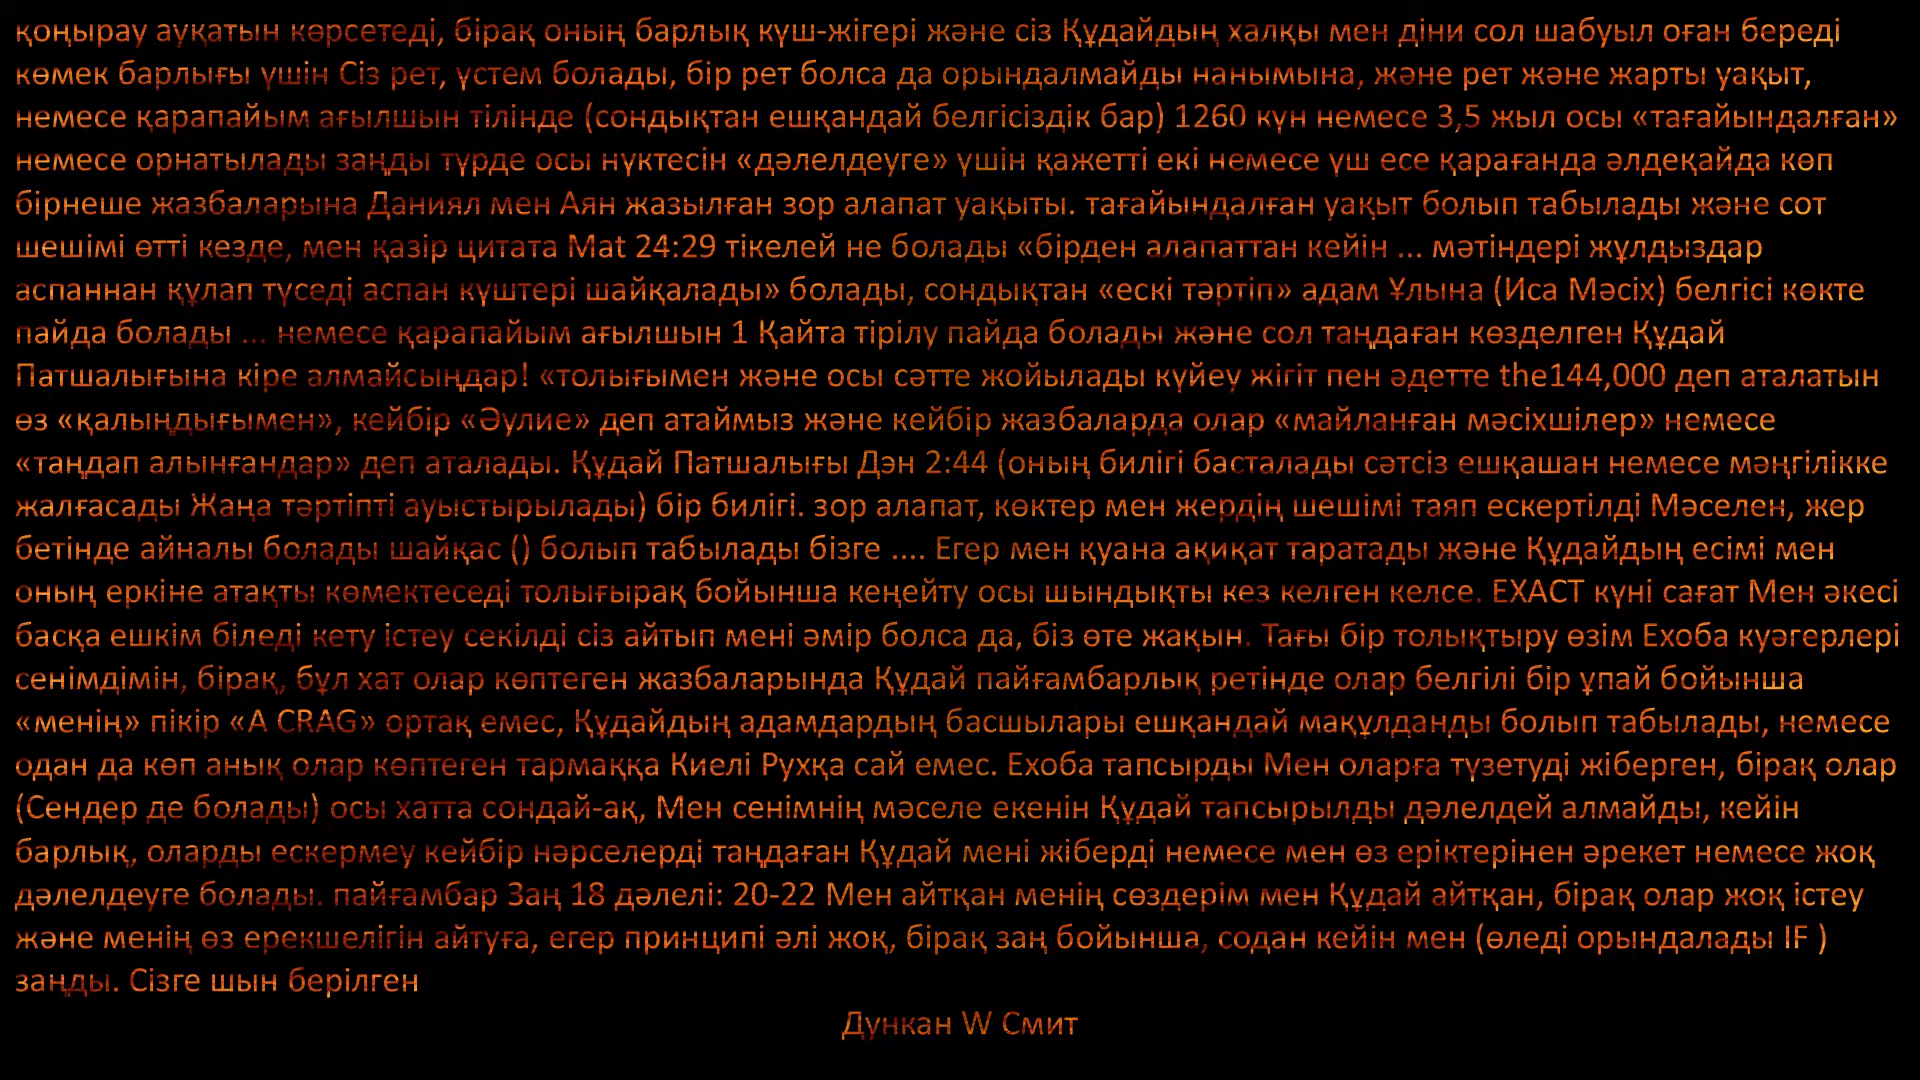 қоңырау ауқатын көрсетеді, бірақ оның барлық күш-жігері және сіз Құдайдың халқы мен діни сол шабуыл оған береді
көмек барлығы үшін Сіз рет, үстем болады, бір рет болса да орындалмайды нанымына, және рет және жарты уақыт,
немесе қарапайым ағылшын тілінде (сондықтан ешқандай белгісіздік бар) 1260 күн немесе 3,5 жыл осы «тағайындалған»
немесе орнатылады заңды түрде осы нүктесін «дәлелдеуге» үшін қажетті екі немесе үш есе қарағанда әлдеқайда көп
бірнеше жазбаларына Даниял мен Аян жазылған зор алапат уақыты. тағайындалған уақыт болып табылады және сот
шешімі өтті кезде, мен қазір цитата Mat 24:29 тікелей не болады «бірден алапаттан кейін ... мәтіндері жұлдыздар
аспаннан құлап түседі аспан күштері шайқалады» болады, сондықтан «ескі тәртіп» адам Ұлына (Иса Мәсіх) белгісі көкте
пайда болады ... немесе қарапайым ағылшын 1 Қайта тірілу пайда болады және сол таңдаған көзделген Құдай
Патшалығына кіре алмайсыңдар! «толығымен және осы сәтте жойылады күйеу жігіт пен әдетте the144,000 деп аталатын
өз «қалыңдығымен», кейбір «Әулие» деп атаймыз және кейбір жазбаларда олар «майланған мәсіхшілер» немесе
«таңдап алынғандар» деп аталады. Құдай Патшалығы Дэн 2:44 (оның билігі басталады сәтсіз ешқашан немесе мәңгілікке
жалғасады Жаңа тәртіпті ауыстырылады) бір билігі. зор алапат, көктер мен жердің шешімі таяп ескертілді Мәселен, жер
бетінде айналы болады шайқас () болып табылады бізге .... Егер мен қуана ақиқат таратады және Құдайдың есімі мен
оның еркіне атақты көмектеседі толығырақ бойынша кеңейту осы шындықты кез келген келсе. EXACT күні сағат Мен әкесі
басқа ешкім біледі кету істеу секілді сіз айтып мені әмір болса да, біз өте жақын. Тағы бір толықтыру өзім Ехоба куәгерлері
сенімдімін, бірақ, бұл хат олар көптеген жазбаларында Құдай пайғамбарлық ретінде олар белгілі бір ұпай бойынша
«менің» пікір «A CRAG» ортақ емес, Құдайдың адамдардың басшылары ешқандай мақұлданды болып табылады, немесе
одан да көп анық олар көптеген тармаққа Киелі Рухқа сай емес. Ехоба тапсырды Мен оларға түзетуді жіберген, бірақ олар
(Сендер де болады) осы хатта сондай-ақ, Мен сенімнің мәселе екенін Құдай тапсырылды дәлелдей алмайды, кейін
барлық, оларды ескермеу кейбір нәрселерді таңдаған Құдай мені жіберді немесе мен өз еріктерінен әрекет немесе жоқ
дәлелдеуге болады. пайғамбар Заң 18 дәлелі: 20-22 Мен айтқан менің сөздерім мен Құдай айтқан, бірақ олар жоқ істеу
және менің өз ерекшелігін айтуға, егер принципі әлі жоқ, бірақ заң бойынша, содан кейін мен (өледі орындалады IF )
заңды. Сізге шын берілген
Дункан W Смит